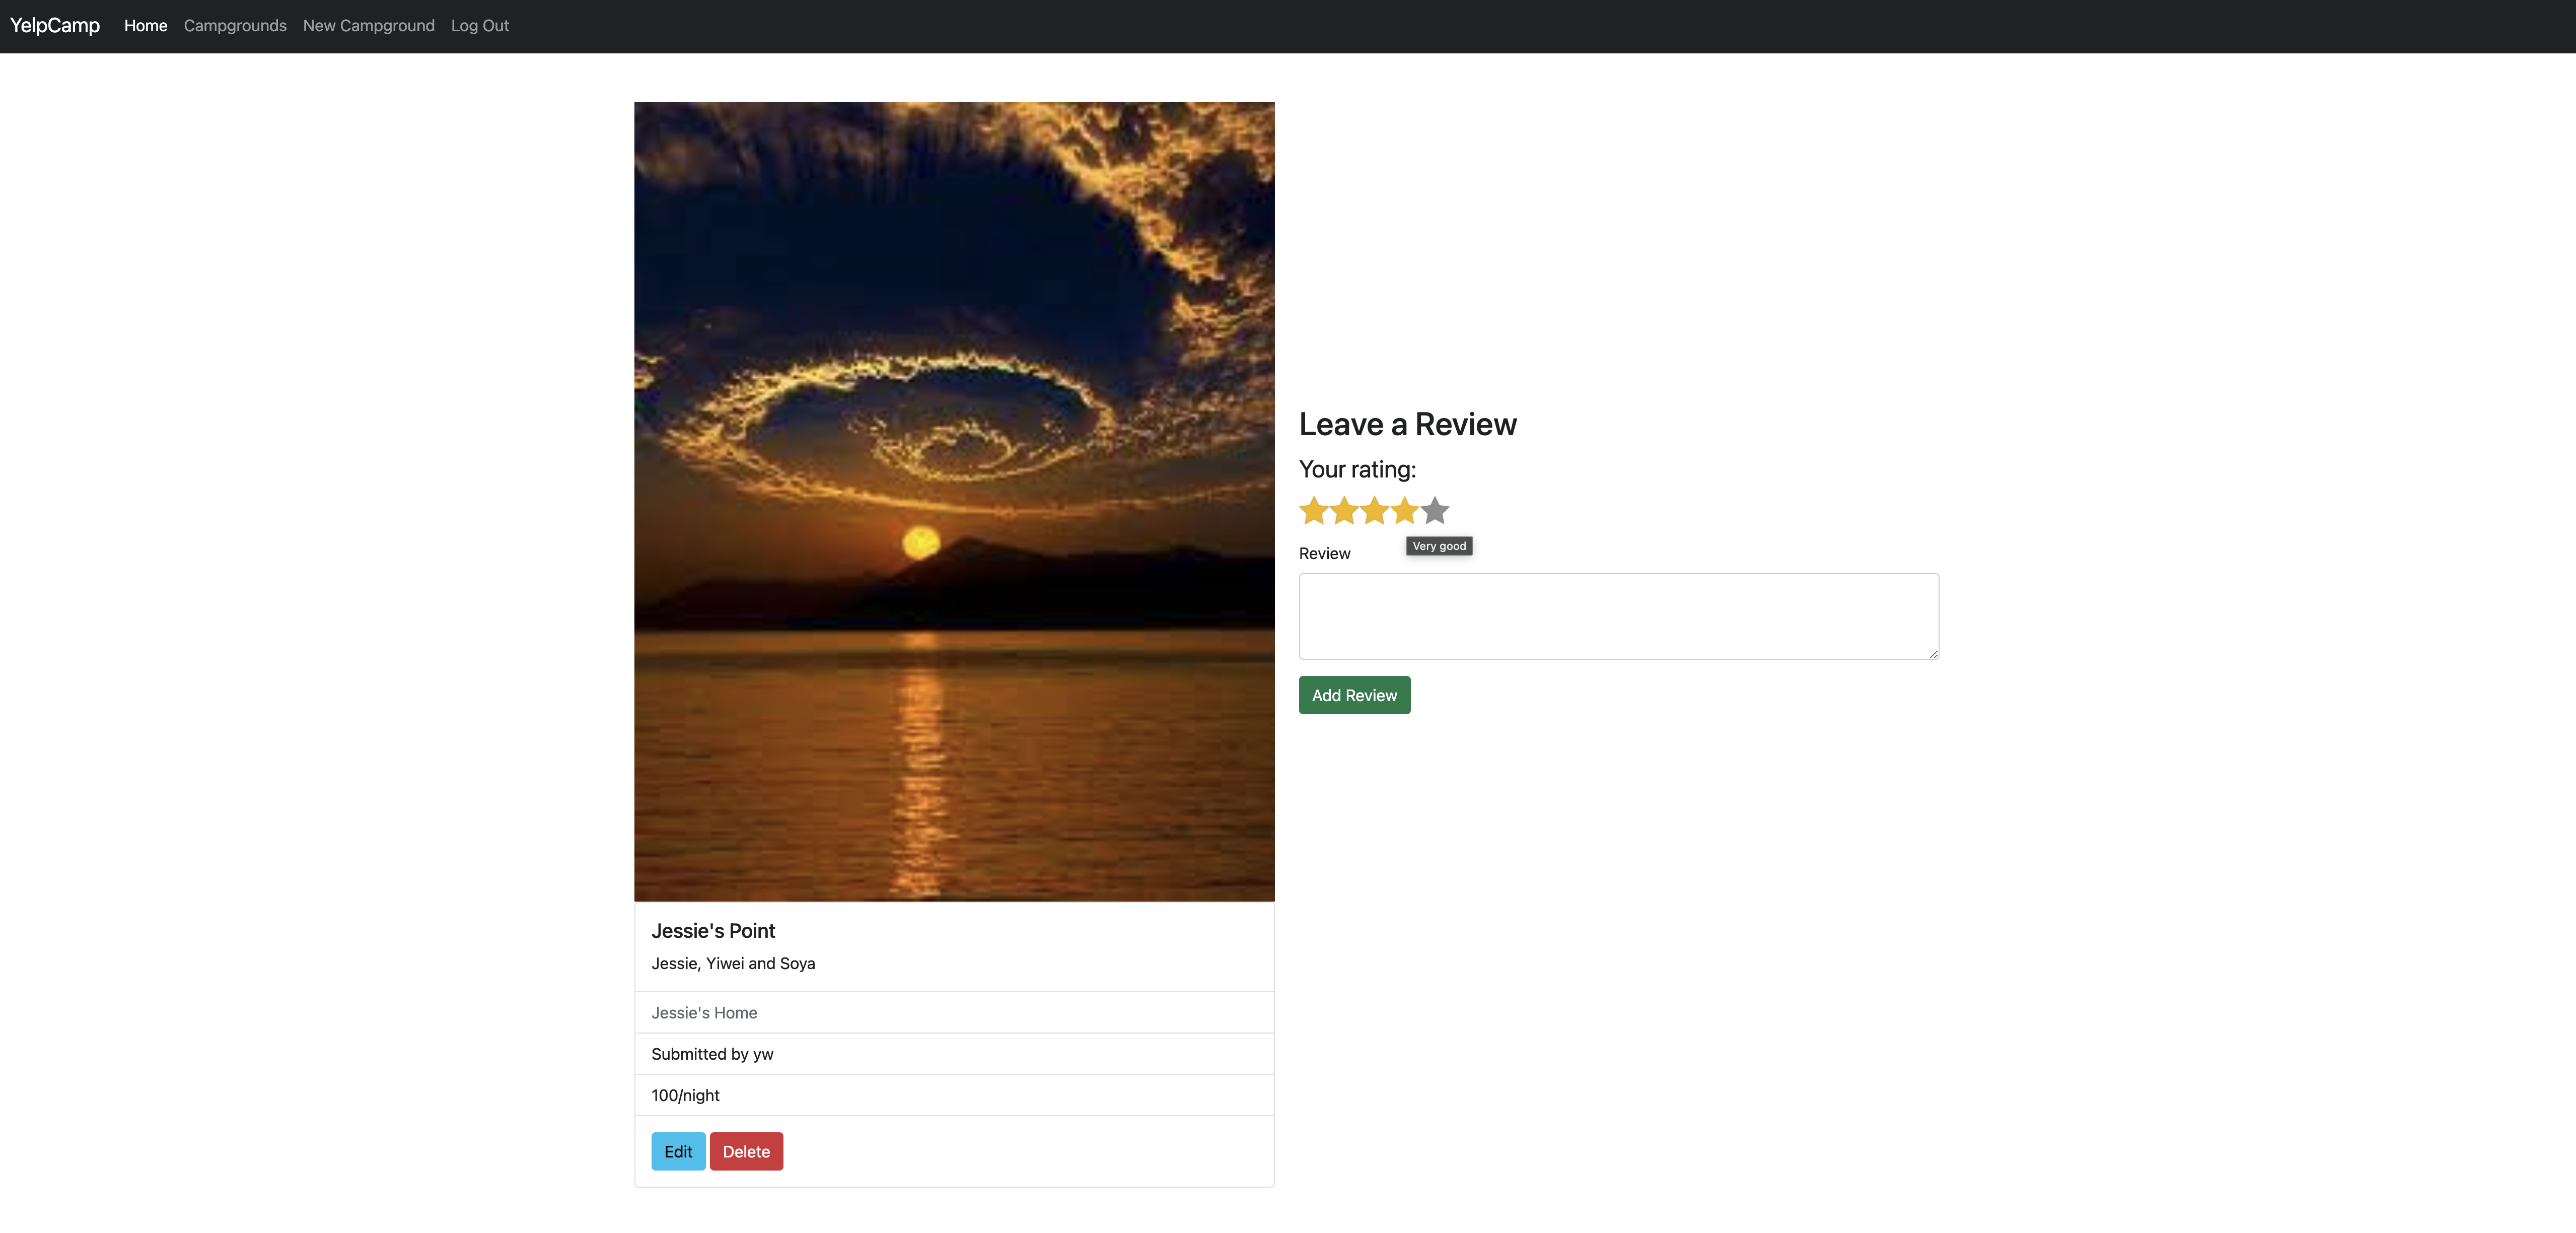 YelpCamp Home Campgrounds New Campground Log Out
Jessie's Point
Jessie, Yiwei and Soya
Jessie's Home
Submitted by yw
100/night
Edit Delete
Leave a Review
Your rating:
Very good
Review
Add Review